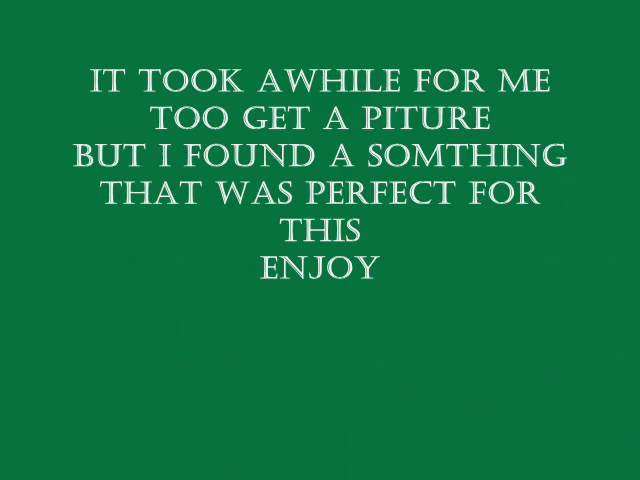 IT TOOK AWHILE FOR ME
TOO GET A PITURE
BUT I FOUND A SOMTHING
THAT WAS PERFECT FOR
THIS
ENJOY